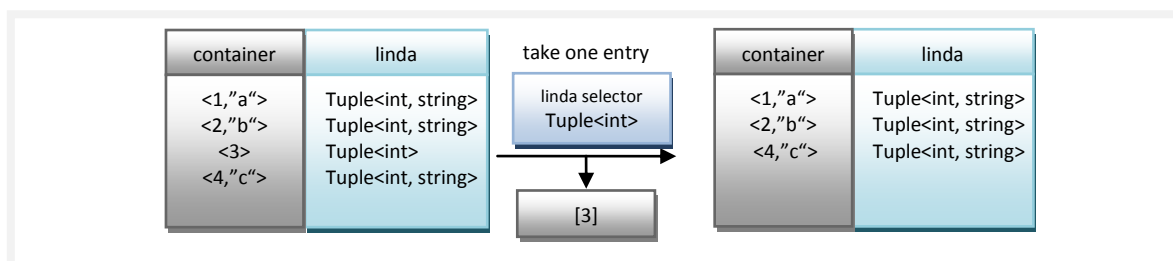 container linda
<1,”a“> Tuple<int, string>
<2,”b“> Tuple<int, string>
<3> Tuple<int>
<4,”c“> Tuple<int, string>
take one entry
linda selector
Tuple<int>
[3]
container linda
<1,”a“> Tuple<int, string>
<2,”b“> Tuple<int, string>
<4,”c“> Tuple<int, string>